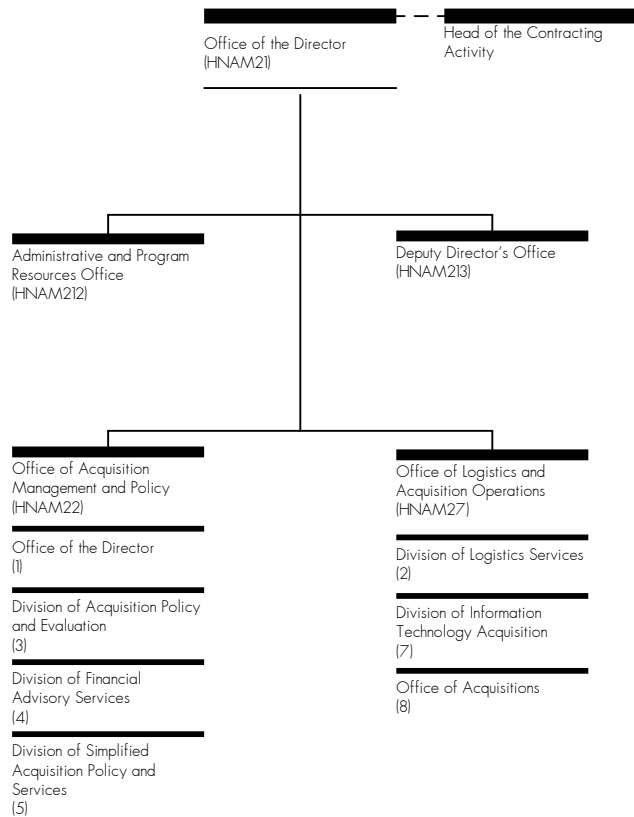 Office of the Director
(HNAM21)
Head of the Contracting
Activity
Administrative and Program
Resources Office
(HNAM212)
Deputy Director's Office
(HNAM213)
Office of Acquisition
Management and Policy
(HNAM22)
Office of the Director
(1)
Division of Acquisition Policy
and Evaluation
(3)
Division of Financial
Advisory Services
(4)
Division of Simplified
Acquisition Policy and
Services
(5)
Office of Logistics and
Acquisition Operations
(HNAM27)
Division of Logistics Services
(2)
Division of Information
Technology Acquisition
(7)
Office of Acquisitions
(8)